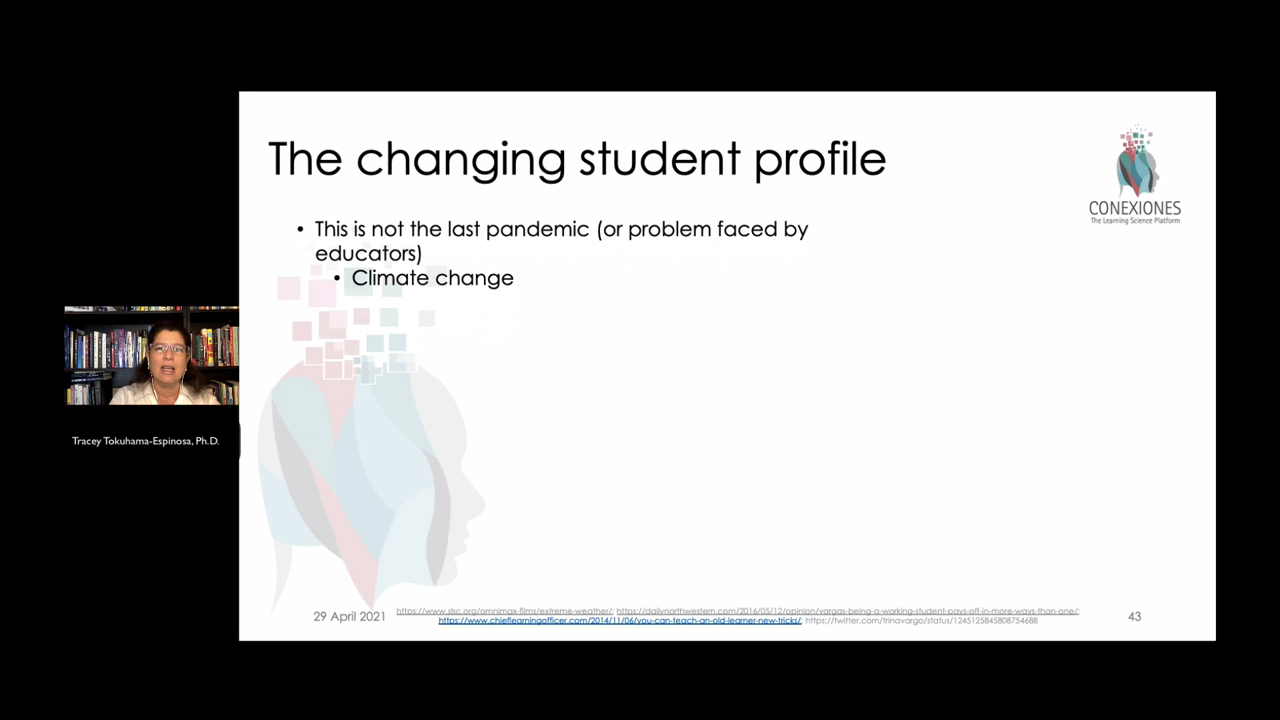 The changing student profile
CONEXIONES
The Learning Science Platform
• This is not the last pandemic (or problem faced by
educators)
• Climate change
Tracey Tokuhama-Espinosa, Ph.D.
29 April 2021
https://www.slsc.org/omnimax-films/extreme-weather/; https://dailynorthwestern.com/2016/05/12/opinion/vargas-being-a-working-student-pays-off-in-more-ways-than-one/;
https://www.chieflearningofficer.com/2014/11/06/you-can-teach-an-old-learner-new-tricks/; https://twitter.com/trinavargo/status/1245125845808754688
43